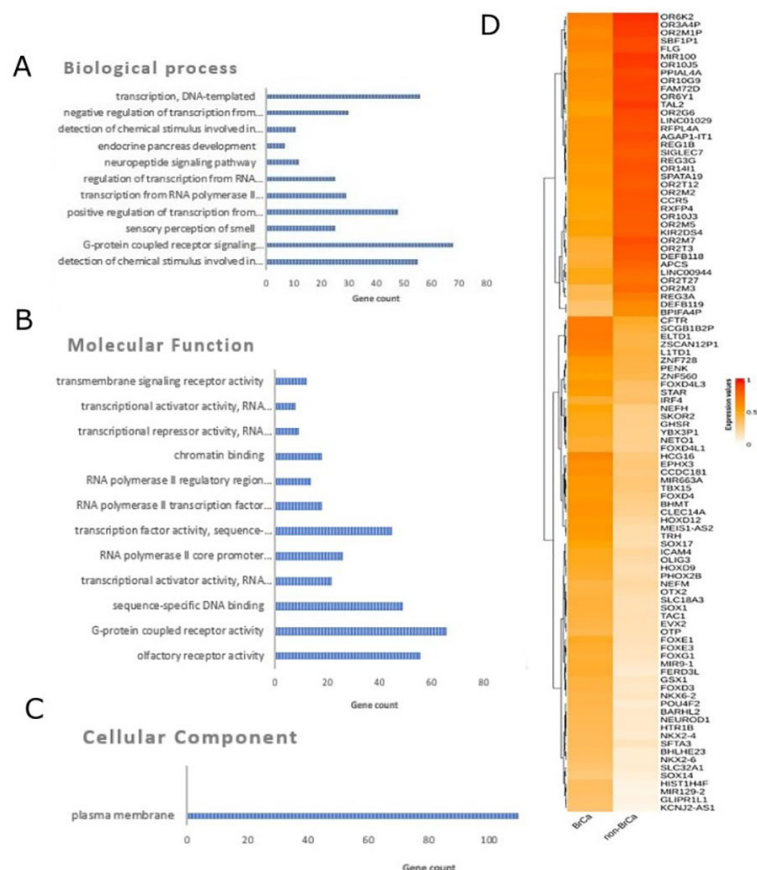 A
Biological process
transcription, DNA-templated
negative regulation of transcription from...
detection of chemical stimulus involved in...
endocrine pancreas development
neuropeptide signaling pathway
regulation of transcription from RNA...
transcription from RNA polymerase II...
positive regulation of transcription from...
sensory perception of smell
G-protein coupled receptor signaling...
detection of chemical stimulus involved in...
0 10 20 30 40 50 60 70 80
Gene count
B
Molecular Function
transmembrane signaling receptor activity
transcriptional activator activity, RNA...
transcriptional repressor activity, RNA...
chromatin binding
RNA polymerase II regulatory region...
RNA polymerase II transcription factor...
transcription factor activity, sequence-...
RNA polymerase II core promoter...
transcriptional activator activity, RNA...
sequence-specific DNA binding
G-protein coupled receptor activity
olfactory receptor activity
0 20 40 60 80
Gene count
C
Cellular Component
plasma membrane
0 20 40 60 80 100
Gene count
D
OR6K2
OR3A4P
OR2M1P
SBF1P1
FLG
MIR100
OR10J5
PPIAL4A
OR10G9
FAM72D
OR6Y1
TAL2
OR2G6
LINC01029
RFPL4A
AGAP1-IT1
REG1B
SIGLEC7
REG3G
OR14I1
SPATA19
OR2T12
OR2M2
CCR5
RXFP4
OR10J3
OR2M5
KIR2DS4
OR2M7
OR2T3
DEFB118
APCS
LINC00944
OR2T27
OR2M3
REG3A
DEFB119
BPIFA4P
CFTR
SCGB1B2P
ELTD1
ZSCAN12P1
L1TD1
ZNF728
PENK
ZNF560
FOXD4L3
STAR
IRF4
NEFH
SKOR2
GHSR
YBX3P1
NETO1
FOXD4L1
HCG16
EPHX3
CCDC181
MIR663A
TBX15
FOXD4
BHMT
CLEC14A
HOXD12
MEIS1-AS2
TRH
SOX17
ICAM4
OLIG3
HOXD9
PHOX2B
NEFM
OTX2
SLC18A3
SOX1
TAC1
EVX2
OTP
FOXE1
FOXE3
FOXG1
MIR9-1
FERD3L
GSX1
FOXD3
NKX6-2
POU4F2
BARHL2
NEUROD1
HTR1B
NKX2-4
SFTA3
BHLHE23
NKX2-6
SLC32A1
SOX14
HIST1H4F
MIR129-2
GLIPR1L1
KCNJ2-AS1
BrCa
non-BrCa
Expression values
1
0.5
0